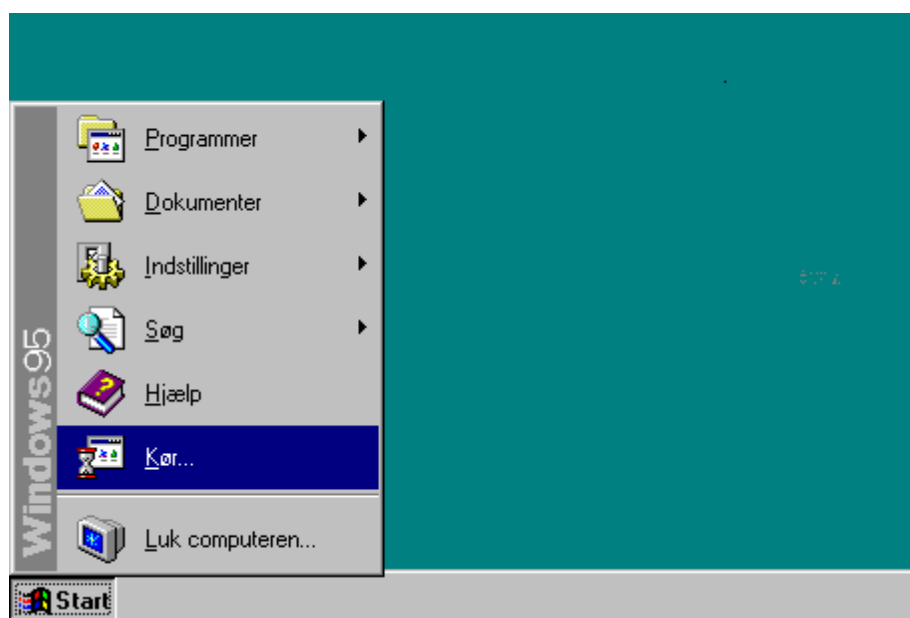 Programmer
Dokumenter
Indstillinger
Søg
Hjælp
Kør...
Luk computeren...
Windows95
Start